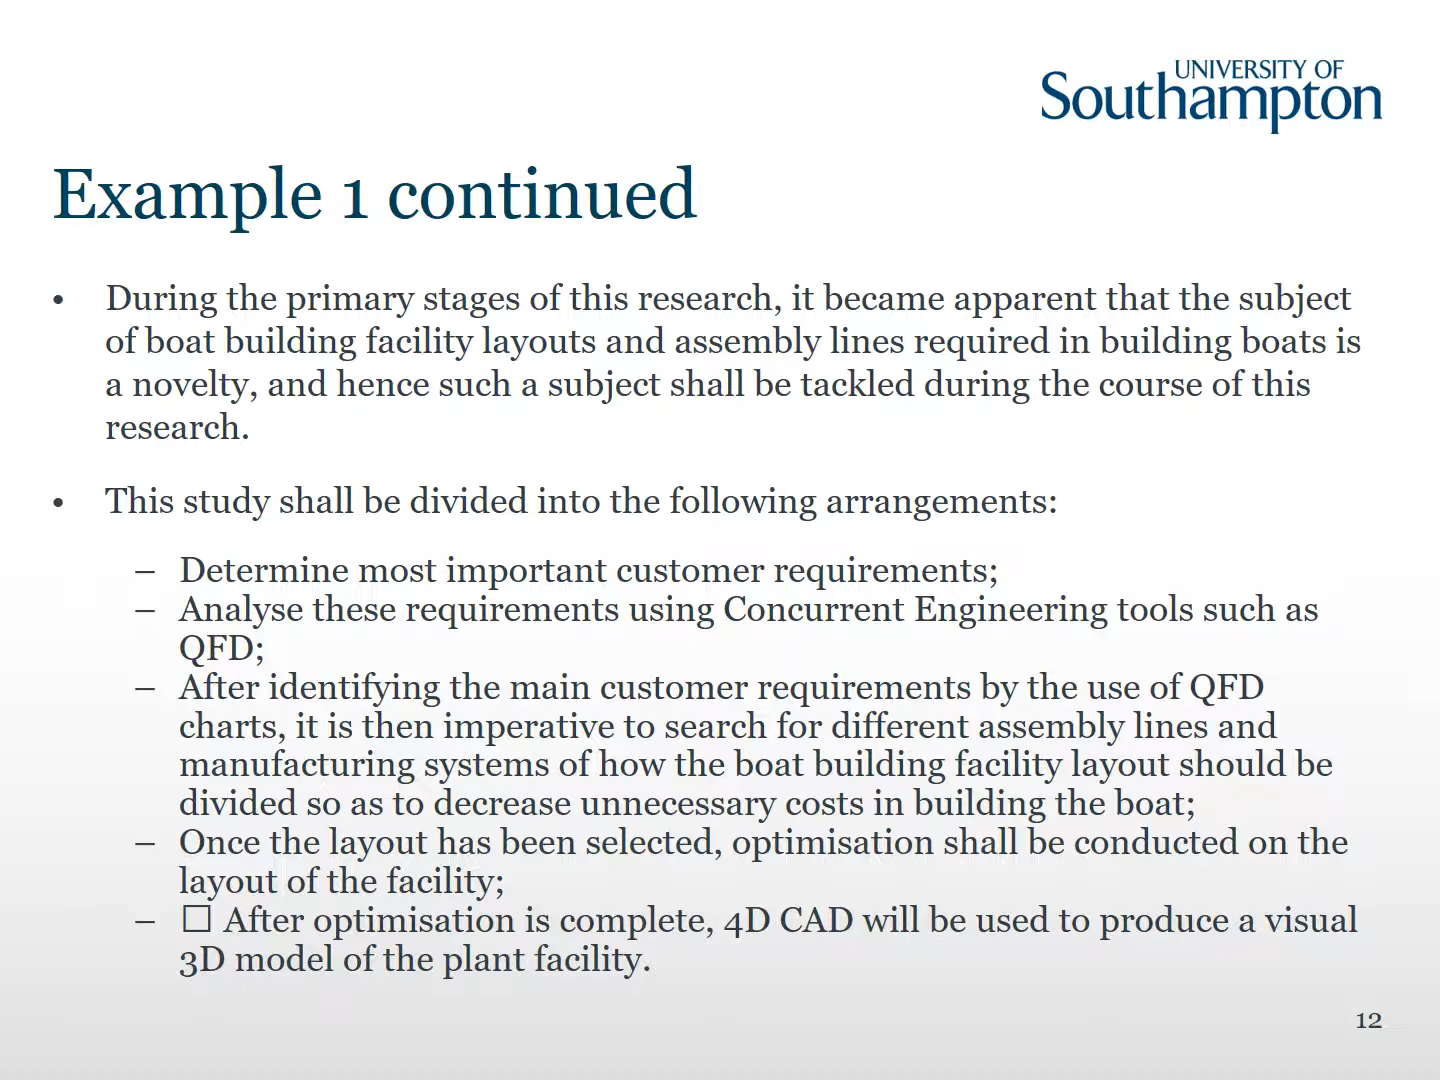 UNIVERSITY OF
Southampton
Example 1 continued
• During the primary stages of this research, it became apparent that the subject
of boat building facility layouts and assembly lines required in building boats is
a novelty, and hence such a subject shall be tackled during the course of this
research.
• This study shall be divided into the following arrangements:
– Determine most important customer requirements;
– Analyse these requirements using Concurrent Engineering tools such as
QFD;
– After identifying the main customer requirements by the use of QFD
charts, it is then imperative to search for different assembly lines and
manufacturing systems of how the boat building facility layout should be
divided so as to decrease unnecessary costs in building the boat;
– Once the layout has been selected, optimisation shall be conducted on the
layout of the facility;
– ☐ After optimisation is complete, 4D CAD will be used to produce a visual
3D model of the plant facility.
12